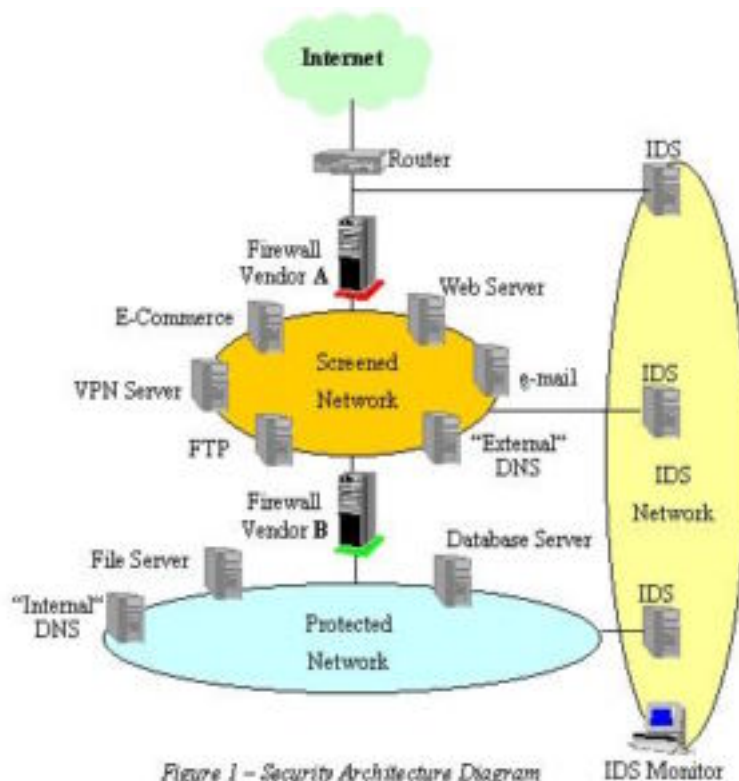 Internet
Router
IDS
Firewall
Vendor A
Web Server
E-Commerce
Screened
Network
e-mail
VPN Server
IDS
FTP
"External"
DNS
IDS
Network
Firewall
Vendor B
Database Server
File Server
"Internal"
DNS
IDS
Protected
Network
IDS Monitor
Figure 1 – Security Architecture Diagram